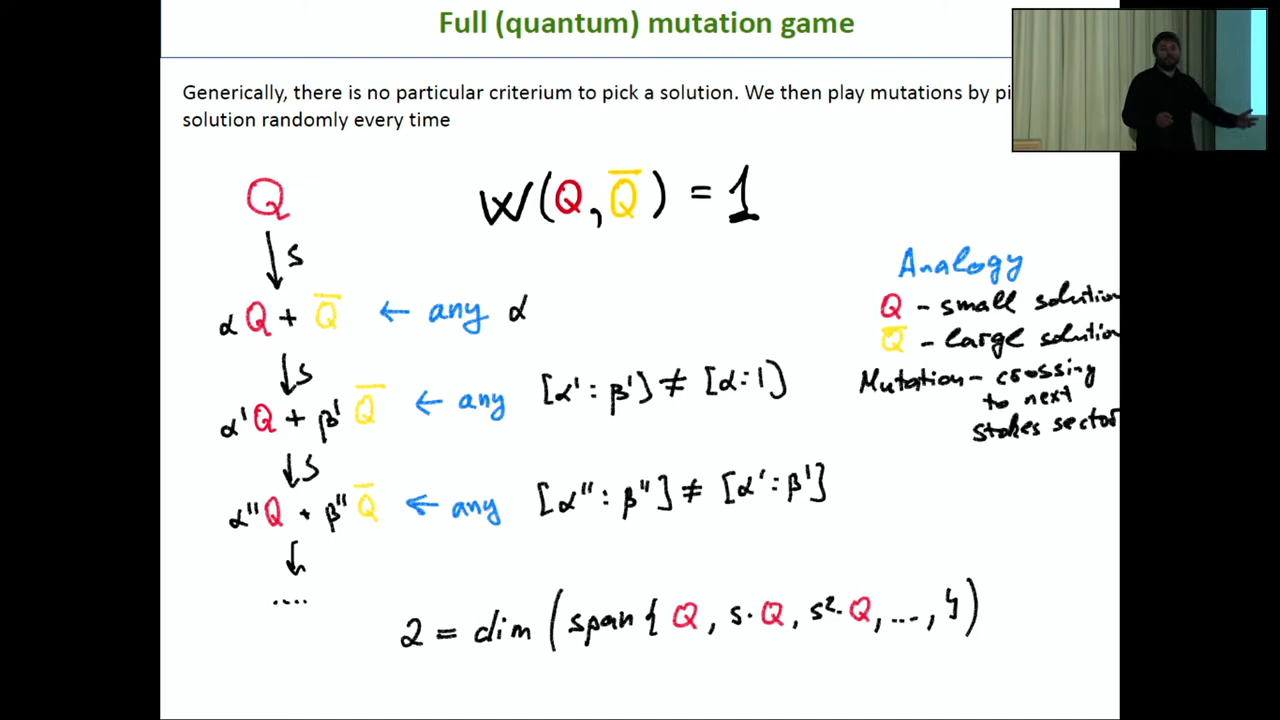 Full (quantum) mutation game
Generically, there is no particular criterium to pick a solution. We then play mutations by pi
solution randomly every time
Q
W(Q, Q̅) = 1
↓ s
Analogy
Q - small solution
αQ + Q̅ ← any α
Q̅ - large solution
↓ s
Mutation - crossing
to next
Stokes sector
α'Q + β'Q̅ ← any [α' : β'] ≠ [α : 1]
↓ s
α''Q + β''Q̅ ← any [α'' : β''] ≠ [α' : β']
↓
....
2 = dim (span{Q, s·Q, s²·Q, ..., })